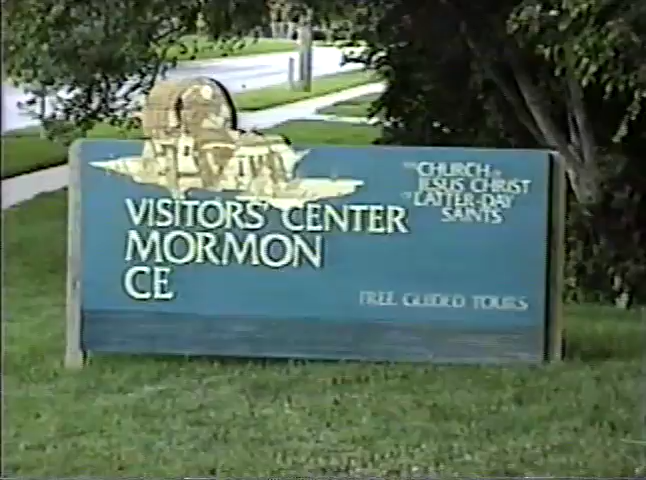 VISITORS' CENTER
MORMON
CE
THE CHURCH OF
JESUS CHRIST
OF LATTER-DAY
SAINTS
FREE GUIDED TOURS